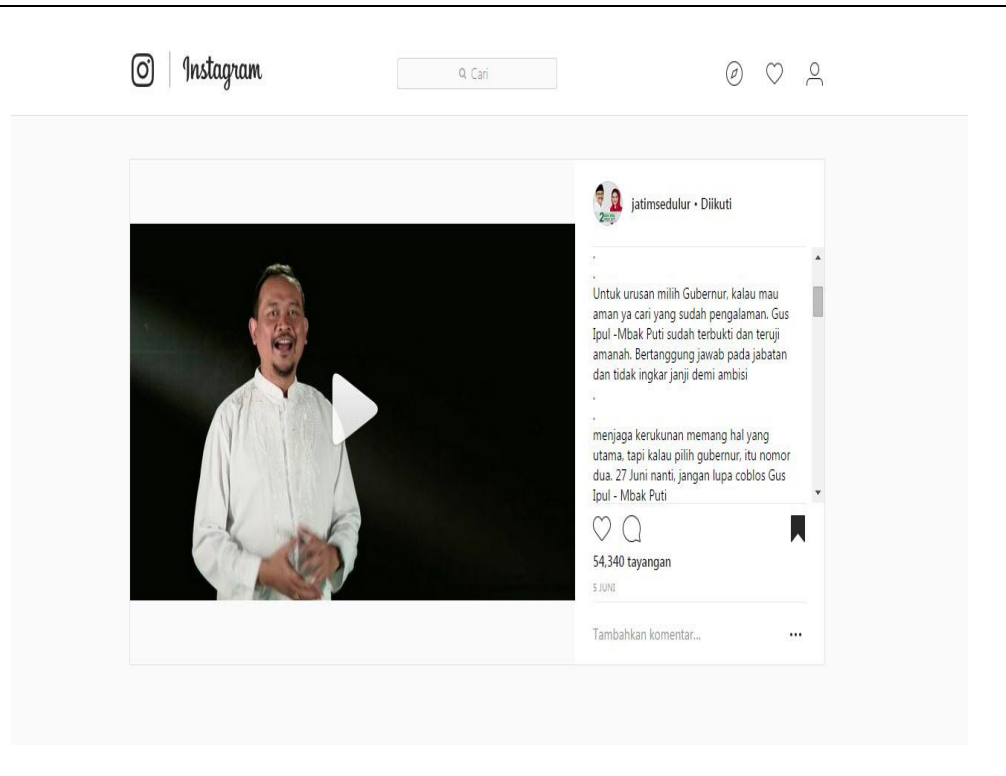 Instagram
Cari
jatimsedulur • Diikuti
.
.
Untuk urusan milih Gubernur, kalau mau
aman ya cari yang sudah pengalaman. Gus
Ipul -Mbak Puti sudah terbukti dan teruji
amanah. Bertanggung jawab pada jabatan
dan tidak ingkar janji demi ambisi
.
.
menjaga kerukunan memang hal yang
utama, tapi kalau pilih gubernur, itu nomor
dua. 27 Juni nanti, jangan lupa coblos Gus
Ipul - Mbak Puti
54,340 tayangan
5 JUNI
Tambahkan komentar...